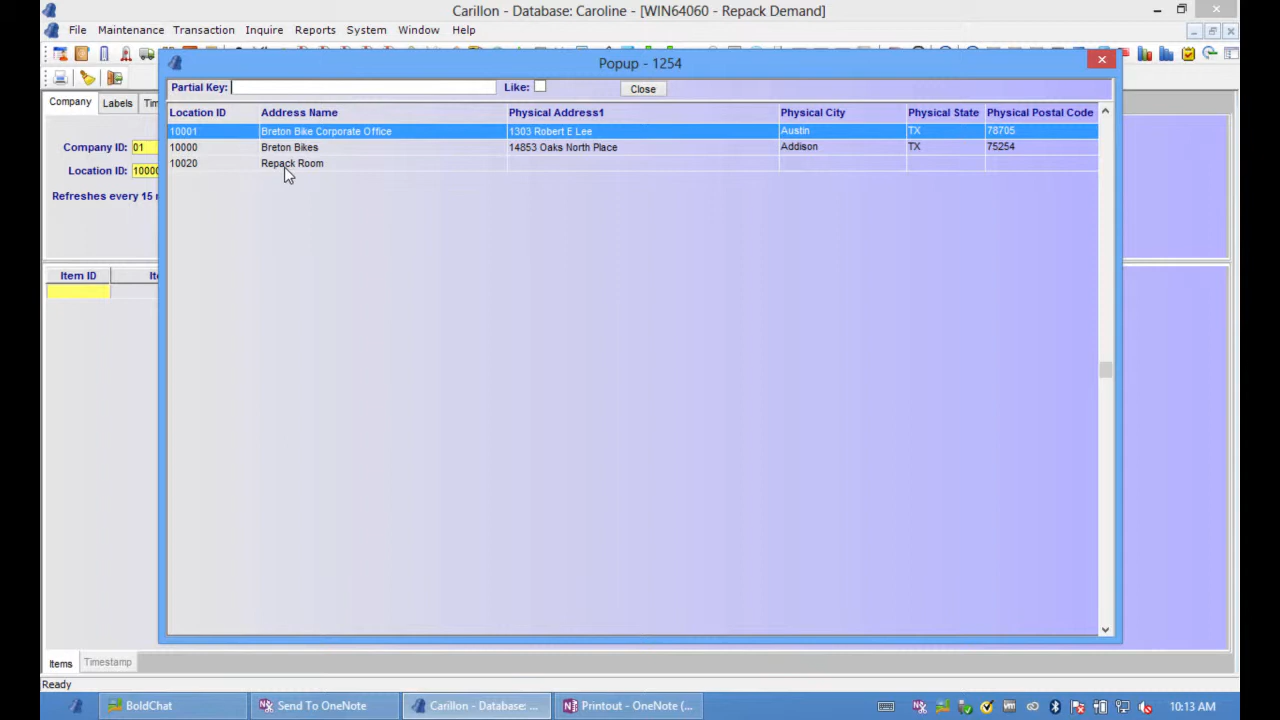 Carillon - Database: Caroline - [WIN64060 - Repack Demand]
File Maintenance Transaction Inquire Reports System Window Help
Popup - 1254
Partial Key: Like: Close
Company Labels
Location ID Address Name Physical Address1 Physical City Physical State Physical Postal Code
10001 Breton Bike Corporate Office 1303 Robert E Lee Austin TX 78705
Company ID: 01
10000 Breton Bikes 14853 Oaks North Place Addison TX 75254
10020 Repack Room
Location ID: 10000
Refreshes every 15
Item ID
Items Timestamp
Ready
BoldChat Send To OneNote Carillon - Database: ... Printout - OneNote (... 10:13 AM